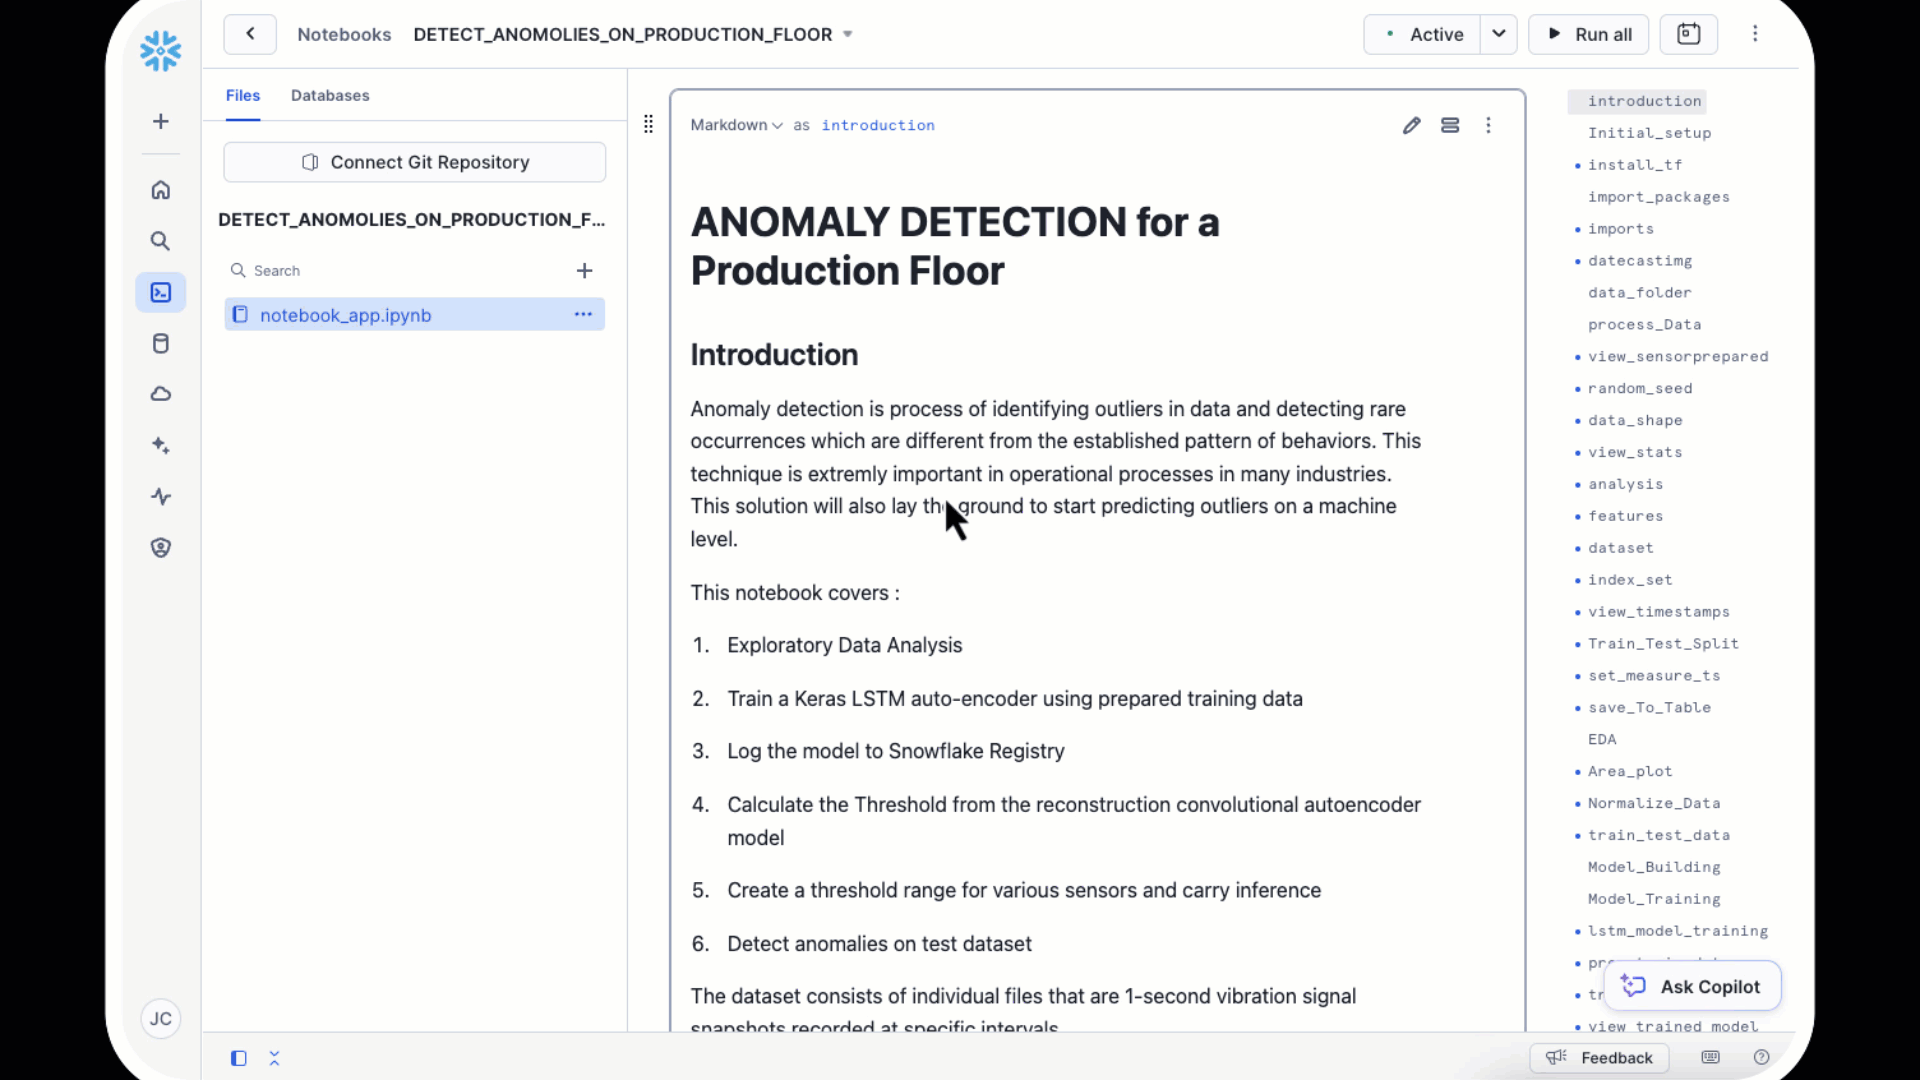 Notebooks DETECT_ANOMOLIES_ON_PRODUCTION_FLOOR
Active
Run all
Files Databases
Connect Git Repository
DETECT_ANOMOLIES_ON_PRODUCTION_F...
Search
notebook_app.ipynb
JC
Markdown as introduction
ANOMALY DETECTION for a
Production Floor
Introduction
Anomaly detection is process of identifying outliers in data and detecting rare
occurrences which are different from the established pattern of behaviors. This
technique is extremly important in operational processes in many industries.
This solution will also lay the ground to start predicting outliers on a machine
level.
This notebook covers :
1. Exploratory Data Analysis
2. Train a Keras LSTM auto-encoder using prepared training data
3. Log the model to Snowflake Registry
4. Calculate the Threshold from the reconstruction convolutional autoencoder
model
5. Create a threshold range for various sensors and carry inference
6. Detect anomalies on test dataset
The dataset consists of individual files that are 1-second vibration signal
snapshots recorded at specific intervals.
introduction
Initial_setup
install_tf
import_packages
imports
datecastimg
data_folder
process_Data
view_sensorprepared
random_seed
data_shape
view_stats
analysis
features
dataset
index_set
view_timestamps
Train_Test_Split
set_measure_ts
save_To_Table
EDA
Area_plot
Normalize_Data
train_test_data
Model_Building
Model_Training
lstm_model_training
view_trained_model
Ask Copilot
Feedback